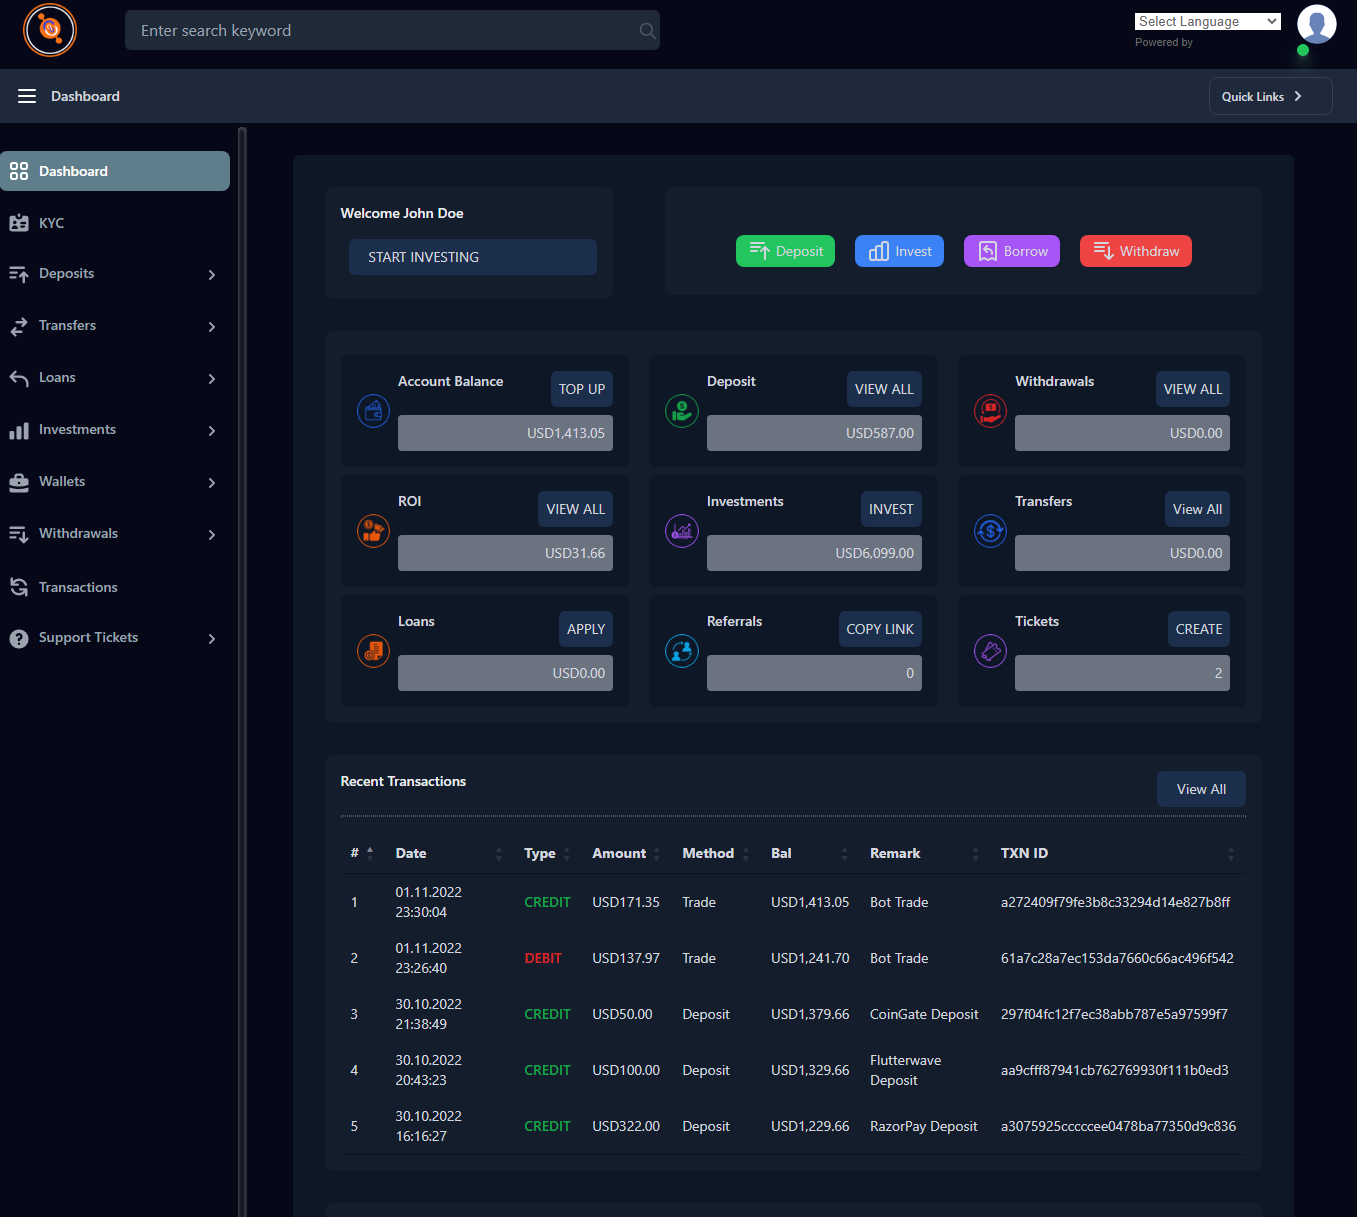 Enter search keyword
Select Language
Powered by
Dashboard
Quick Links
Dashboard
KYC
Deposits
Transfers
Loans
Investments
Wallets
Withdrawals
Transactions
Support Tickets
Welcome John Doe
START INVESTING
Deposit Invest Borrow Withdraw
Account Balance TOP UP
USD1,413.05
Deposit VIEW ALL
USD587.00
Withdrawals VIEW ALL
USD0.00
ROI VIEW ALL
USD31.66
Investments INVEST
USD6,099.00
Transfers View All
USD0.00
Loans APPLY
USD0.00
Referrals COPY LINK
0
Tickets CREATE
2
Recent Transactions
View All
# Date Type Amount Method Bal Remark TXN ID
1 01.11.2022 23:30:04 CREDIT USD171.35 Trade USD1,413.05 Bot Trade a272409f79fe3b8c33294d14e827b8ff
2 01.11.2022 23:26:40 DEBIT USD137.97 Trade USD1,241.70 Bot Trade 61a7c28a7ec153da7660c66ac496f542
3 30.10.2022 21:38:49 CREDIT USD50.00 Deposit USD1,379.66 CoinGate Deposit 297f04fc12f7ec38abb787e5a97599f7
4 30.10.2022 20:43:23 CREDIT USD100.00 Deposit USD1,329.66 Flutterwave Deposit aa9cfff87941cb762769930f111b0ed3
5 30.10.2022 16:16:27 CREDIT USD322.00 Deposit USD1,229.66 RazorPay Deposit a3075925cccccee0478ba77350d9c836